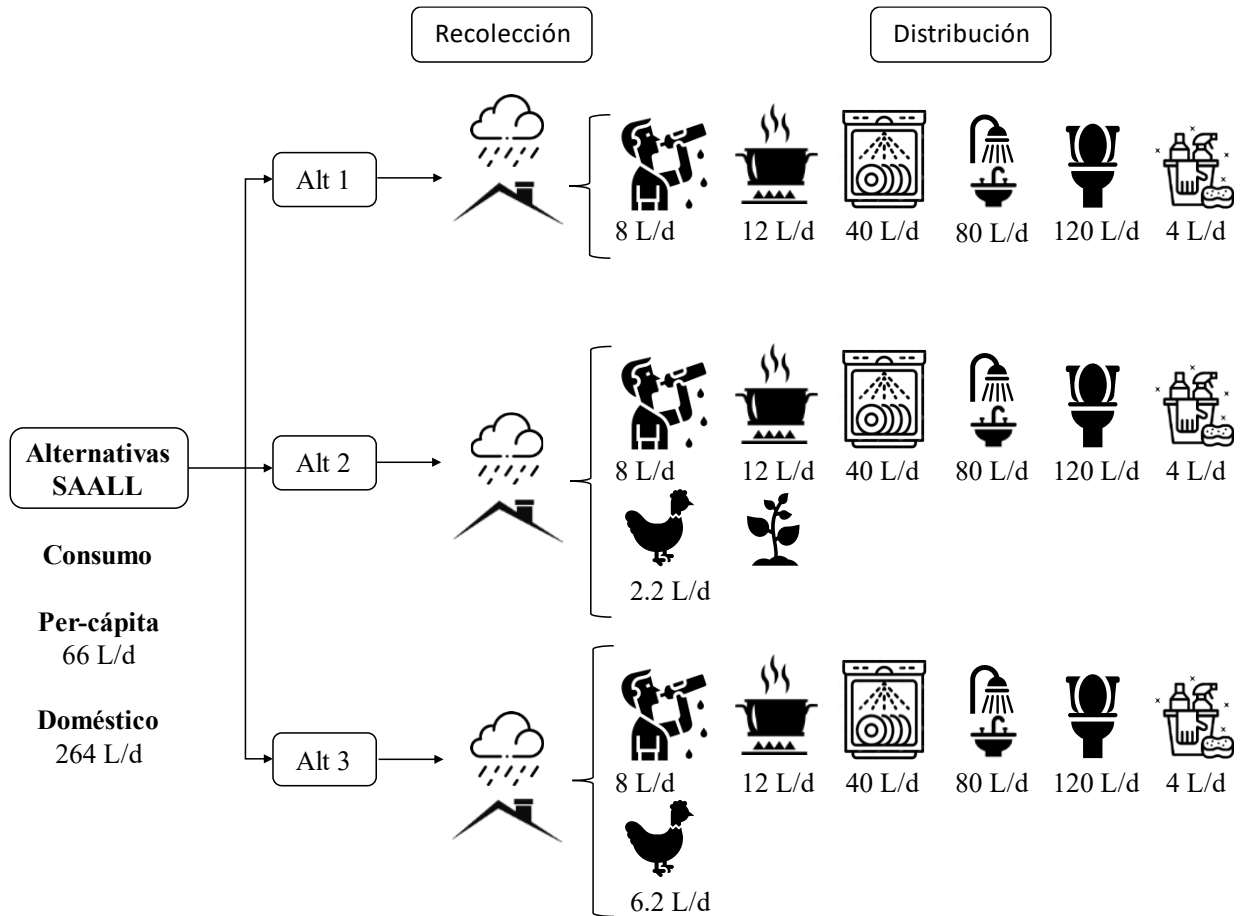 Recolección
Distribución
Alt 1
8 L/d
12 L/d
40 L/d
80 L/d
120 L/d
4 L/d
Alternativas
SAALL
Consumo
Per-cápita
66 L/d
Doméstico
264 L/d
Alt 2
8 L/d
12 L/d
40 L/d
80 L/d
120 L/d
4 L/d
2.2 L/d
Alt 3
8 L/d
12 L/d
40 L/d
80 L/d
120 L/d
4 L/d
6.2 L/d